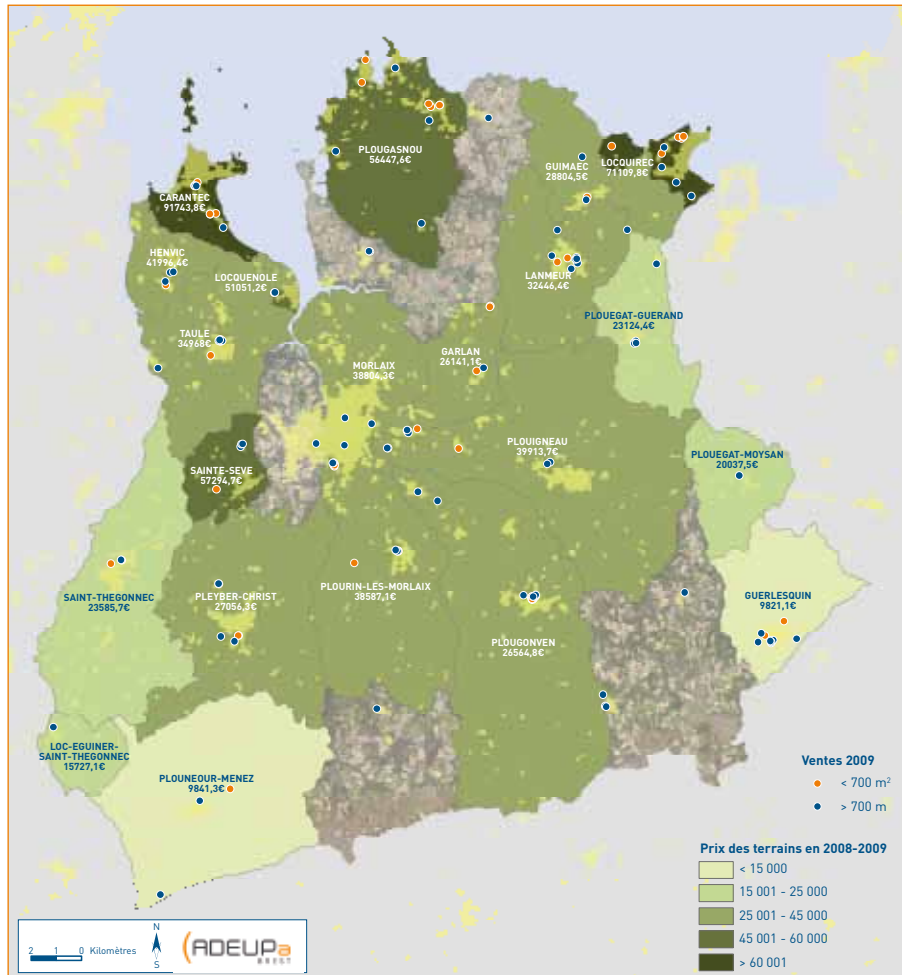 PLOUGASNOU
56447,6€
GUIMAEC
28804,5€
LOCQUIREC
71109,8€
CARANTEC
91743,8€
HENVIC
41996,4€
LOCQUENOLE
51051,2€
LANMEUR
32446,4€
PLOUEGAT-GUERAND
23124,4€
TAULE
34968€
MORLAIX
38804,3€
GARLAN
26141,1€
PLOUIGNEAU
39913,7€
PLOUEGAT-MOYSAN
20037,5€
SAINTE-SEVE
57294,7€
SAINT-THEGONNEC
23585,7€
PLEYBER-CHRIST
27056,3€
PLOURIN-LES-MORLAIX
38587,1€
GUERLESQUIN
9821,1€
PLOUGONVEN
26564,8€
LOC-EGUINER-
SAINT-THEGONNEC
15727,1€
PLOUNEOUR-MENEZ
9841,3€
Ventes 2009
< 700 m²
> 700 m
Prix des terrains en 2008-2009
< 15 000
15 001 - 25 000
25 001 - 45 000
45 001 - 60 000
> 60 001
2 1 0 Kilomètres
N
S
ADEUPa
BREST